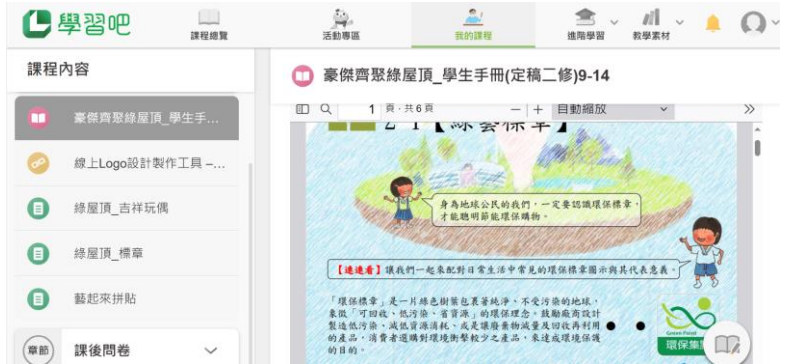 學習吧
課程總覽
活動專區
我的課程
進階學習
教學素材
課程內容
豪傑齊聚綠屋頂_學生手...
線上Logo設計製作工具 –...
綠屋頂_吉祥玩偶
綠屋頂_標章
藝起來拼貼
章節
課後問卷
豪傑齊聚綠屋頂_學生手冊(定稿二修)9-14
1 頁，共6頁
— | + 自動縮放
身為地球公民的我們，一定要認識環保標章，
才能聰明節能環保購物。
【連連看】讓我們一起來配對日常生活中常見的環保標章圖示與其代表意義。
「環保標章」是一片綠色樹葉包裹著純淨、不受污染的地球，
象徵「可回收、低污染、省資源」的環保理念。鼓勵廠商設計
製造低污染、減低資源消耗、或是讓廢棄物減量及回收再利用
的產品，消費者選購對環境衝擊較少之產品，來達成環境保護
的目的。
Green Point
環保集